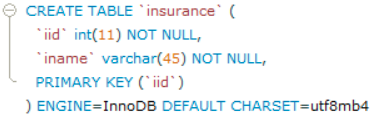 CREATE TABLE `insurance` (
`iid` int(11) NOT NULL,
`iname` varchar(45) NOT NULL,
PRIMARY KEY (`iid`)
) ENGINE=InnoDB DEFAULT CHARSET=utf8mb4